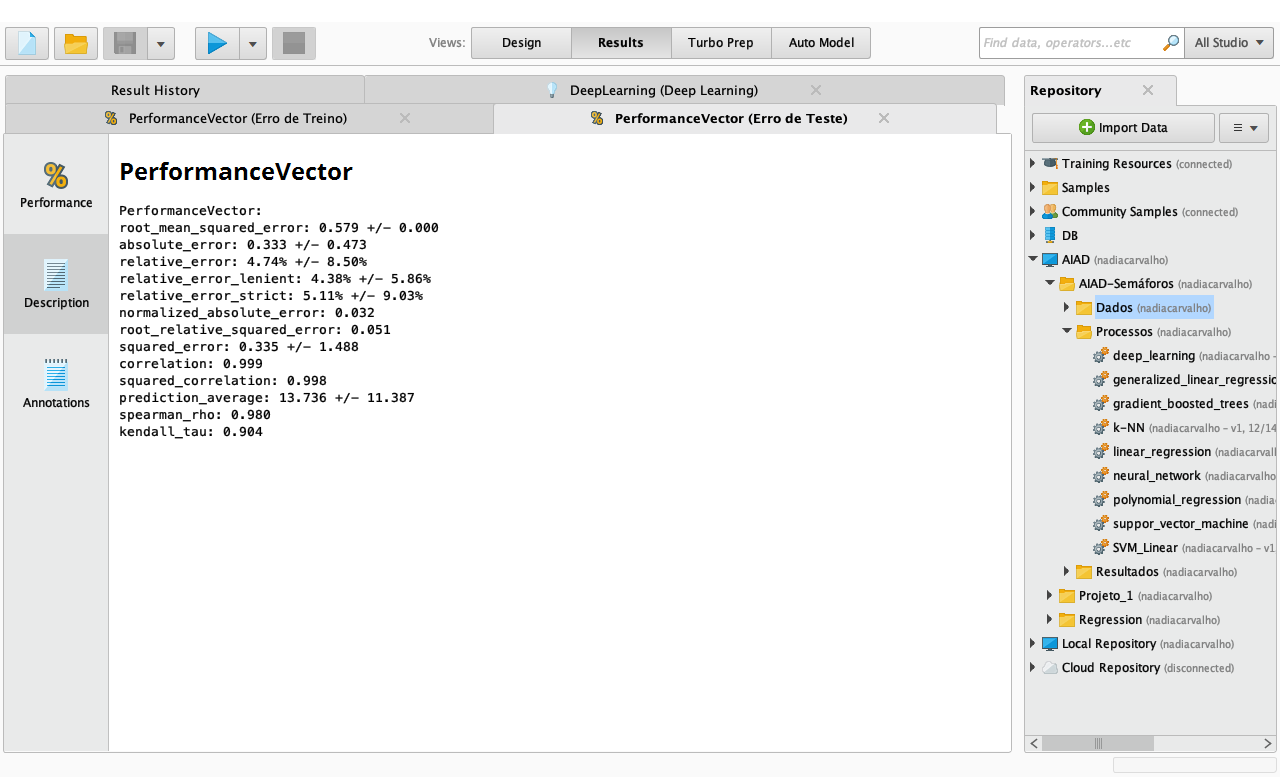 Views: Design Results Turbo Prep Auto Model Find data, operators...etc All Studio
Result History DeepLearning (Deep Learning)
PerformanceVector (Erro de Treino) PerformanceVector (Erro de Teste)
Performance
Description
Annotations
PerformanceVector
PerformanceVector:
root_mean_squared_error: 0.579 +/- 0.000
absolute_error: 0.333 +/- 0.473
relative_error: 4.74% +/- 8.50%
relative_error_lenient: 4.38% +/- 5.86%
relative_error_strict: 5.11% +/- 9.03%
normalized_absolute_error: 0.032
root_relative_squared_error: 0.051
squared_error: 0.335 +/- 1.488
correlation: 0.999
squared_correlation: 0.998
prediction_average: 13.736 +/- 11.387
spearman_rho: 0.980
kendall_tau: 0.904
Repository
Import Data
Training Resources (connected)
Samples
Community Samples (connected)
DB
AIAD (nadiacarvalho)
AIAD-Semáforos (nadiacarvalho)
Dados (nadiacarvalho)
Processos (nadiacarvalho)
deep_learning (nadiacarvalho -
generalized_linear_regressio
gradient_boosted_trees (nadi
k-NN (nadiacarvalho - v1, 12/14
linear_regression (nadiacarvall
neural_network (nadiacarvalho
polynomial_regression (nadia
suppor_vector_machine (nadi
SVM_Linear (nadiacarvalho - v1
Resultados (nadiacarvalho)
Projeto_1 (nadiacarvalho)
Regression (nadiacarvalho)
Local Repository (nadiacarvalho)
Cloud Repository (disconnected)